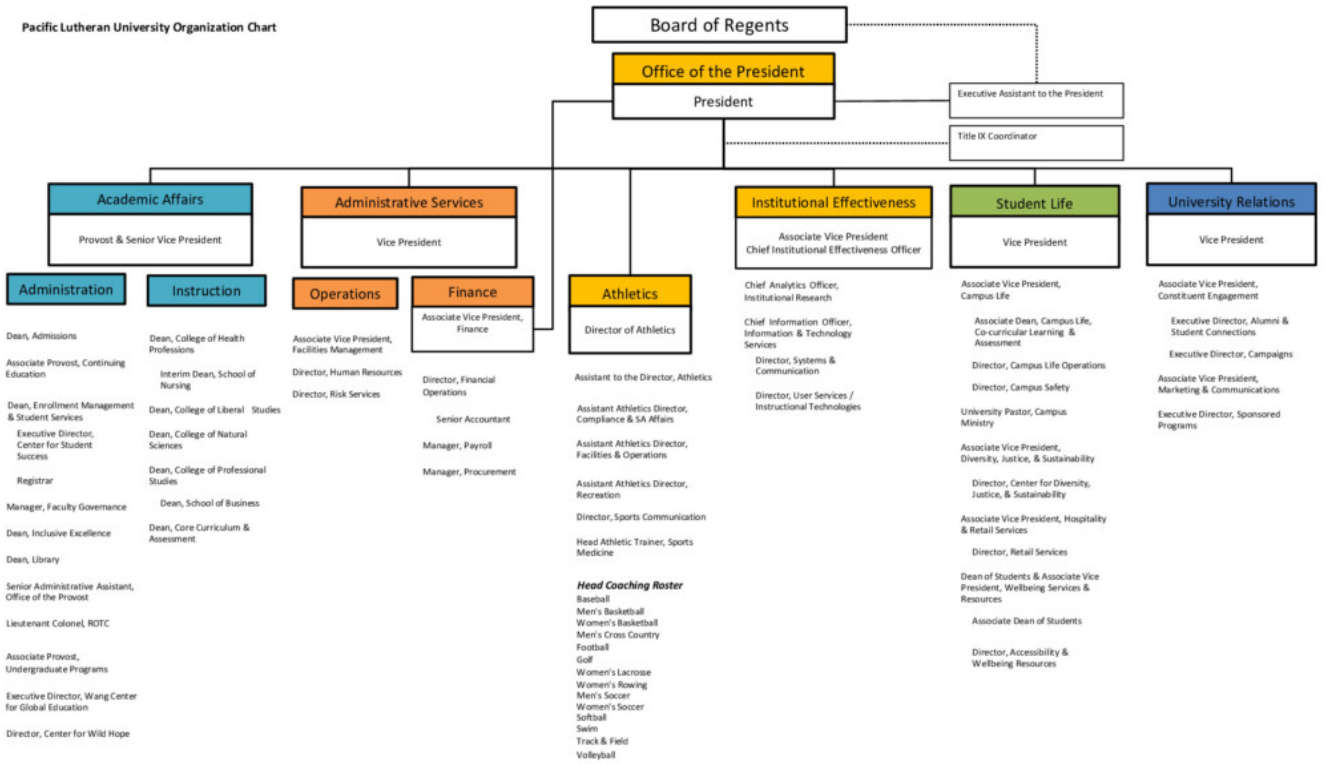 Pacific Lutheran University Organization Chart
Board of Regents
Office of the President
President
Executive Assistant to the President
Title IX Coordinator
Academic Affairs
Provost & Senior Vice President
Administration
Dean, Admissions
Associate Provost, Continuing
Education
Dean, Enrollment Management
& Student Services
Executive Director,
Center for Student
Success
Registrar
Manager, Faculty Governance
Dean, Inclusive Excellence
Dean, Library
Senior Administrative Assistant,
Office of the Provost
Lieutenant Colonel, ROTC
Associate Provost,
Undergraduate Programs
Executive Director, Wang Center
for Global Education
Director, Center for Wild Hope
Instruction
Dean, College of Health
Professions
Interim Dean, School of
Nursing
Dean, College of Liberal Studies
Dean, College of Natural
Sciences
Dean, College of Professional
Studies
Dean, School of Business
Dean, Core Curriculum &
Assessment
Administrative Services
Vice President
Operations
Associate Vice President,
Facilities Management
Director, Human Resources
Director, Risk Services
Finance
Associate Vice President,
Finance
Director, Financial
Operations
Senior Accountant
Manager, Payroll
Manager, Procurement
Athletics
Director of Athletics
Assistant to the Director, Athletics
Assistant Athletics Director,
Compliance & SA Affairs
Assistant Athletics Director,
Facilities & Operations
Assistant Athletics Director,
Recreation
Director, Sports Communication
Head Athletic Trainer, Sports
Medicine
Head Coaching Roster
Baseball
Men's Basketball
Women's Basketball
Men's Cross Country
Football
Golf
Women's Lacrosse
Women's Rowing
Men's Soccer
Women's Soccer
Softball
Swim
Track & Field
Volleyball
Institutional Effectiveness
Associate Vice President
Chief Institutional Effectiveness Officer
Chief Analytics Officer,
Institutional Research
Chief Information Officer,
Information & Technology
Services
Director, Systems &
Communication
Director, User Services /
Instructional Technologies
Student Life
Vice President
Associate Vice President,
Campus Life
Associate Dean, Campus Life,
Co-curricular Learning &
Assessment
Director, Campus Life Operations
Director, Campus Safety
University Pastor, Campus
Ministry
Associate Vice President,
Diversity, Justice, & Sustainability
Director, Center for Diversity,
Justice, & Sustainability
Associate Vice President, Hospitality
& Retail Services
Director, Retail Services
Dean of Students & Associate Vice
President, Wellbeing Services &
Resources
Associate Dean of Students
Director, Accessibility &
Wellbeing Resources
University Relations
Vice President
Associate Vice President,
Constituent Engagement
Executive Director, Alumni &
Student Connections
Executive Director, Campaigns
Associate Vice President,
Marketing & Communications
Executive Director, Sponsored
Programs